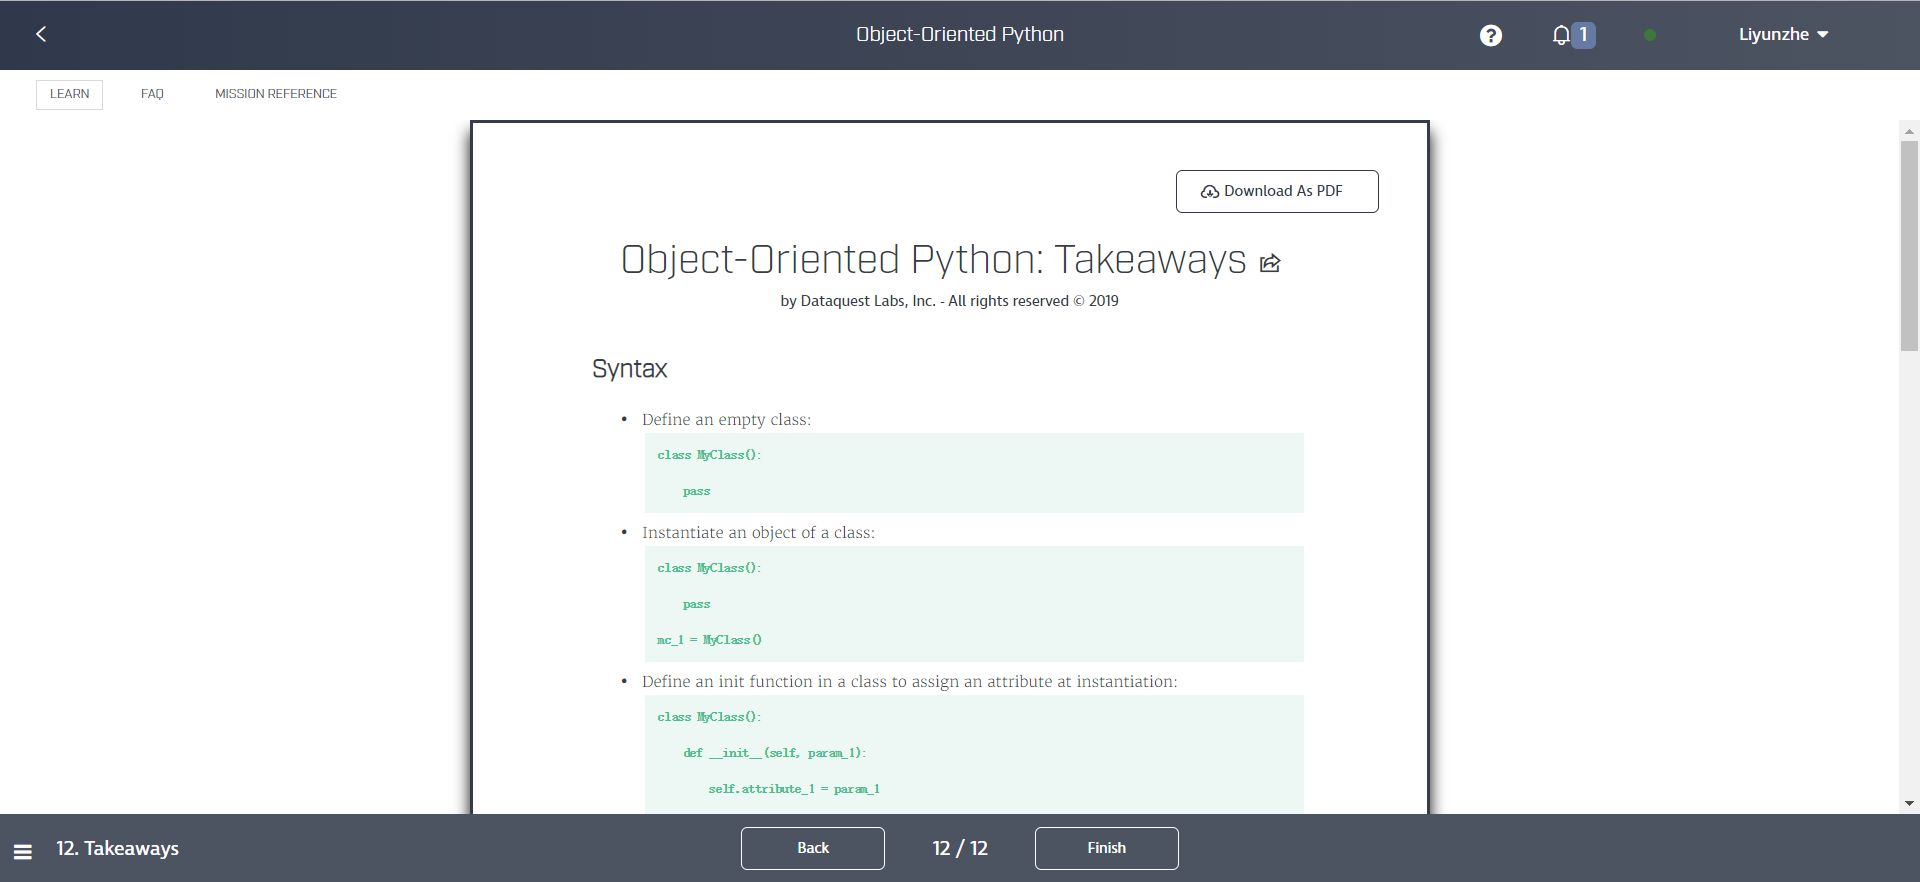 Object-Oriented Python
? 1 Liyunzhe
LEARN FAQ MISSION REFERENCE
Download As PDF
Object-Oriented Python: Takeaways
by Dataquest Labs, Inc. - All rights reserved © 2019
Syntax
• Define an empty class:
class MyClass():
    pass
• Instantiate an object of a class:
class MyClass():
    pass
mc_1 = MyClass()
• Define an init function in a class to assign an attribute at instantiation:
class MyClass():
    def __init__(self, param_1):
        self.attribute_1 = param_1
12. Takeaways Back 12 / 12 Finish